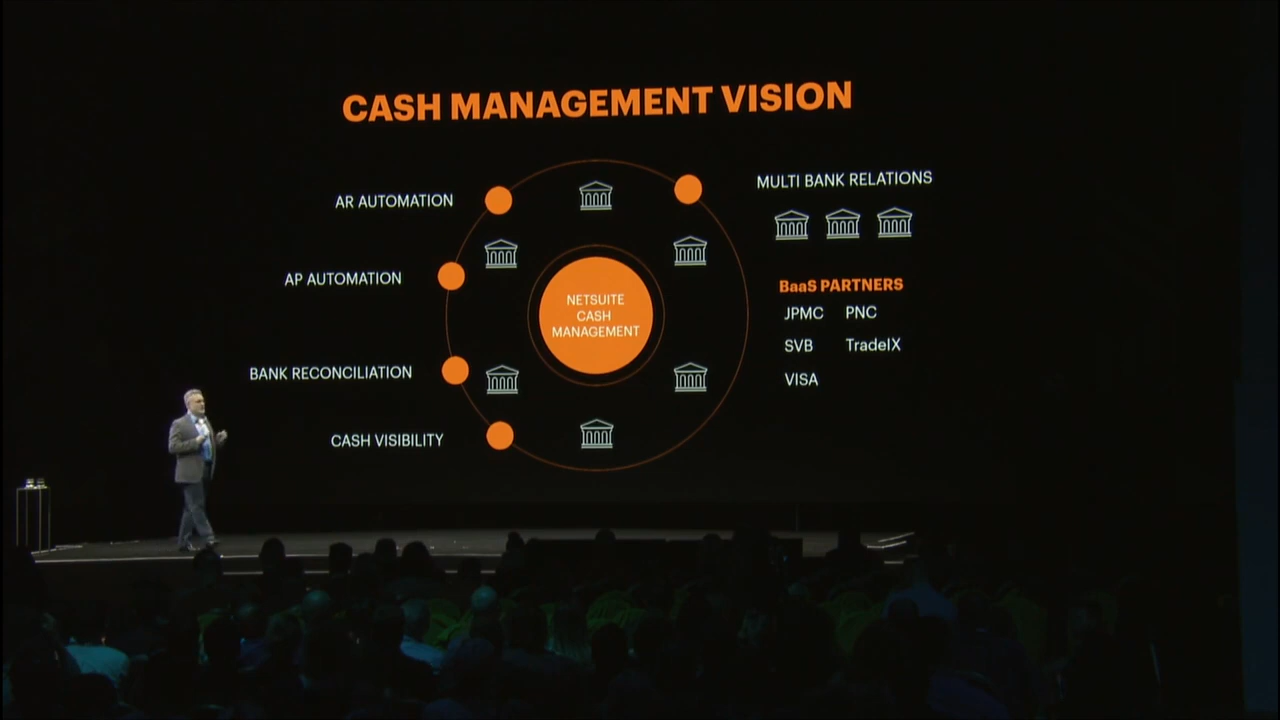 CASH MANAGEMENT VISION
AR AUTOMATION
AP AUTOMATION
BANK RECONCILIATION
CASH VISIBILITY
NETSUITE
CASH
MANAGEMENT
MULTI BANK RELATIONS
BaaS PARTNERS
JPMC PNC
SVB TradeIX
VISA